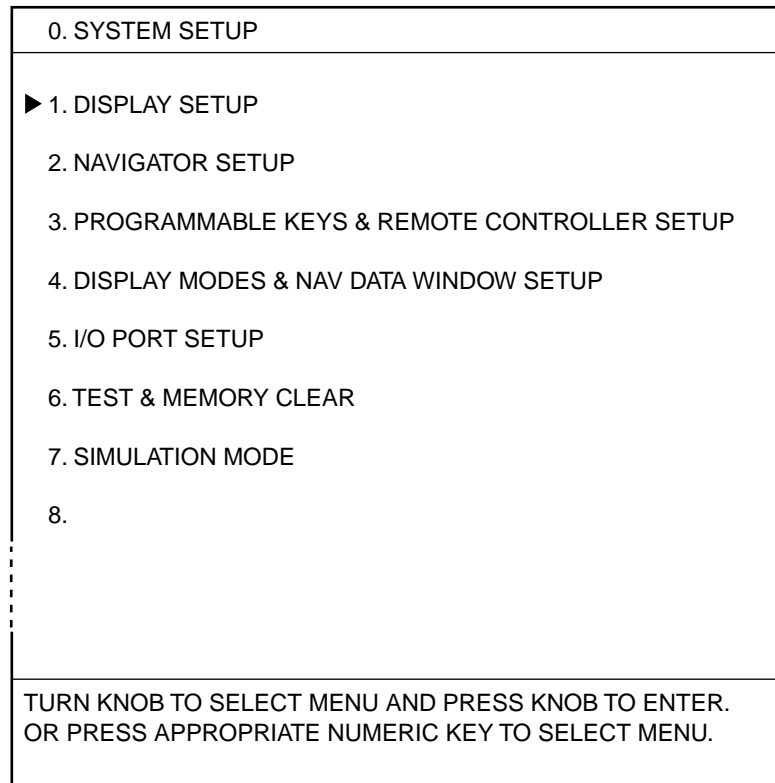 0. SYSTEM SETUP
▶ 1. DISPLAY SETUP
2. NAVIGATOR SETUP
3. PROGRAMMABLE KEYS & REMOTE CONTROLLER SETUP
4. DISPLAY MODES & NAV DATA WINDOW SETUP
5. I/O PORT SETUP
6. TEST & MEMORY CLEAR
7. SIMULATION MODE
8.
TURN KNOB TO SELECT MENU AND PRESS KNOB TO ENTER.
OR PRESS APPROPRIATE NUMERIC KEY TO SELECT MENU.